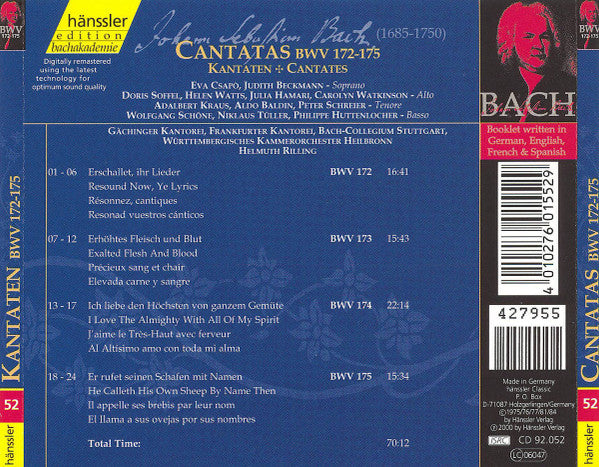 KANTATEN BWV 172-175
52
hänssler
hänssler
edition
bachakademie
Digitally remastered
using the latest
technology for
optimum sound quality
Johann Sebastian Bach
(1685-1750)
CANTATAS BWV 172-175
KANTATEN + CANTATES
EVA CSAPÒ, JUDITH BECKMANN - Soprano
DORIS SOFFEL, HELEN WATTS, JULIA HAMARI, CAROLYN WATKINSON - Alto
ADALBERT KRAUS, ALDO BALDIN, PETER SCHREIER - Tenore
WOLFGANG SCHÖNE, NIKLAUS TÜLLER, PHILIPPE HUTTENLOCHER - Basso
GÄCHINGER KANTOREI, FRANKFURTER KANTOREI, BACH-COLLEGIUM STUTTGART,
WÜRTTEMBERGISCHES KAMMERORCHESTER HEILBRONN
HELMUTH RILLING
01 - 06 Erschallet, ihr Lieder BWV 172 16:41
Resound Now, Ye Lyrics
Résonnez, cantiques
Resonad vuestros cánticos
07 - 12 Erhöhtes Fleisch und Blut BWV 173 15:43
Exalted Flesh And Blood
Précieux sang et chair
Elevada carne y sangre
13 - 17 Ich liebe den Höchsten von ganzem Gemüte BWV 174 22:14
I Love The Almighty With All Of My Spirit
J'aime le Très-Haut avec ferveur
Al Altísimo amo con toda mi alma
18 - 24 Er rufet seinen Schafen mit Namen BWV 175 15:34
He Calleth His Own Sheep By Name Then
Il appelle ses brebis par leur nom
El llama a sus ovejas por sus nombres
Total Time: 70:12
BWV
172-175
BACH
Booklet written in
German, English,
French & Spanish
4 010276 015529
427955
Made in Germany
hänssler Classic
P. O. Box
D-71087 Holzgerlingen/Germany
℗1975/76/77/81/84
by Hänssler Verlag
Ⓟ 2000 by Hänssler Verlag
ISRC CD 92.052
LC 06047
BWV
172-175
CANTATAS BWV 172-175
52
hänssler